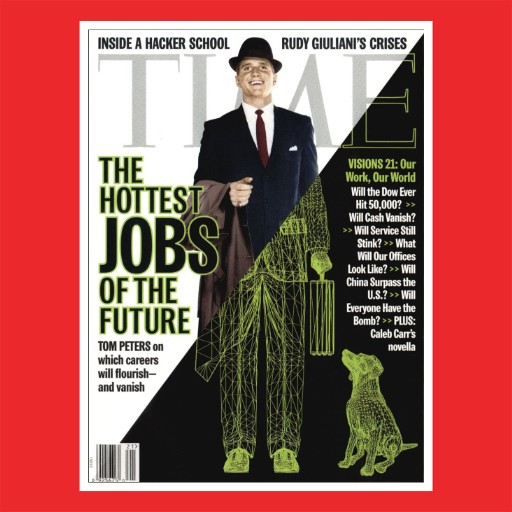 INSIDE A HACKER SCHOOL
RUDY GIULIANI'S CRISES
TIME
THE
HOTTEST
JOBS
OF THE
FUTURE
TOM PETERS on
which careers
will flourish—
and vanish
VISIONS 21: Our
Work, Our World
Will the Dow Ever
Hit 50,000? >>
Will Cash Vanish?
>> Will Service Still
Stink? >> What
Will Our Offices
Look Like? >> Will
China Surpass the
U.S.? >> Will
Everyone Have the
Bomb? >> PLUS:
Caleb Carr's
novella